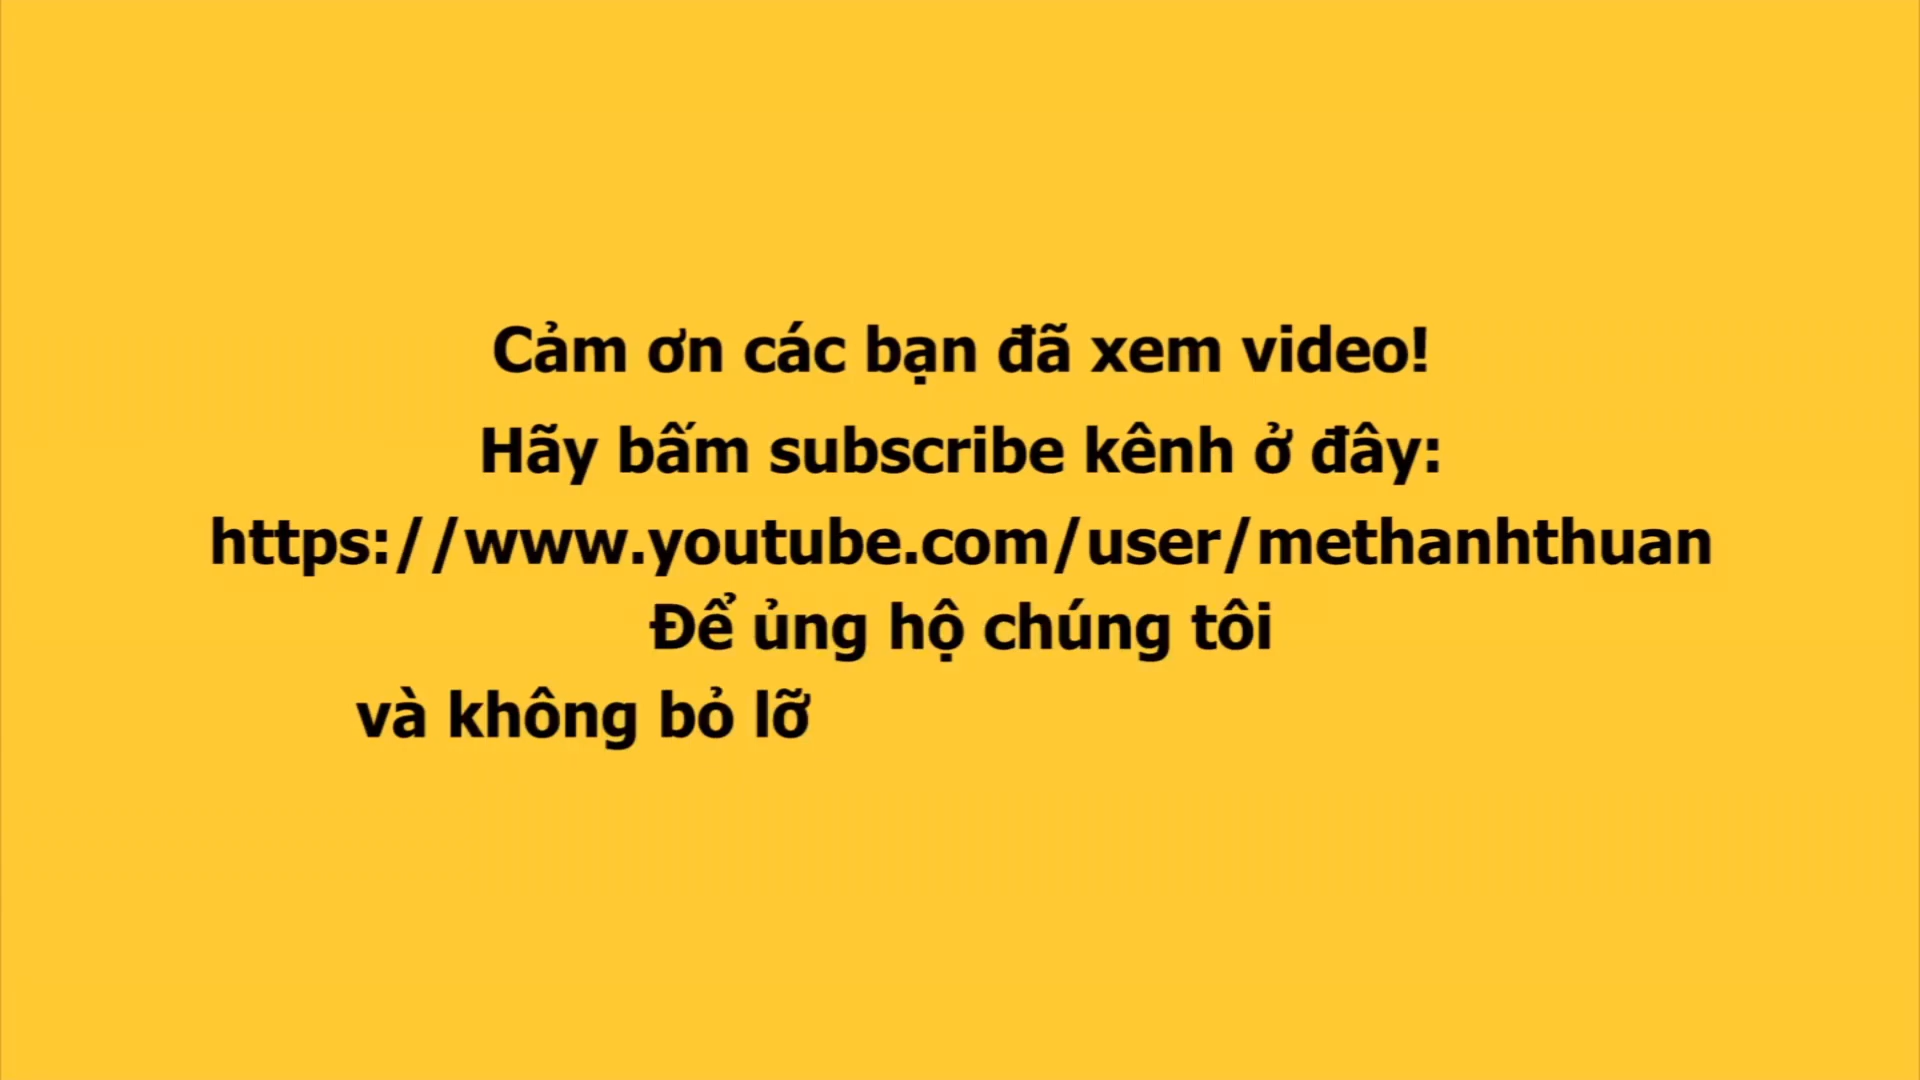 Cảm ơn các bạn đã xem video!
Hãy bấm subscribe kênh ở đây:
https://www.youtube.com/user/methanhthuan
Để ủng hộ chúng tôi
và không bỏ lỡ